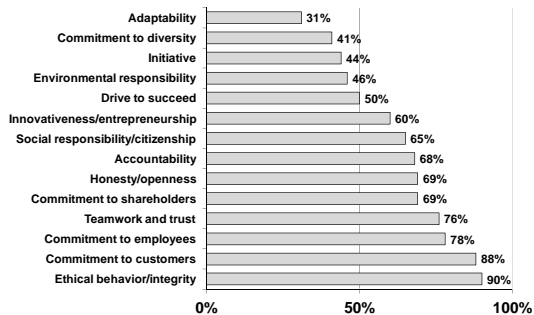 Adaptability 31%
Commitment to diversity 41%
Initiative 44%
Environmental responsibility 46%
Drive to succeed 50%
Innovativeness/entrepreneurship 60%
Social responsibility/citizenship 65%
Accountability 68%
Honesty/openness 69%
Commitment to shareholders 69%
Teamwork and trust 76%
Commitment to employees 78%
Commitment to customers 88%
Ethical behavior/integrity 90%
0% 50% 100%